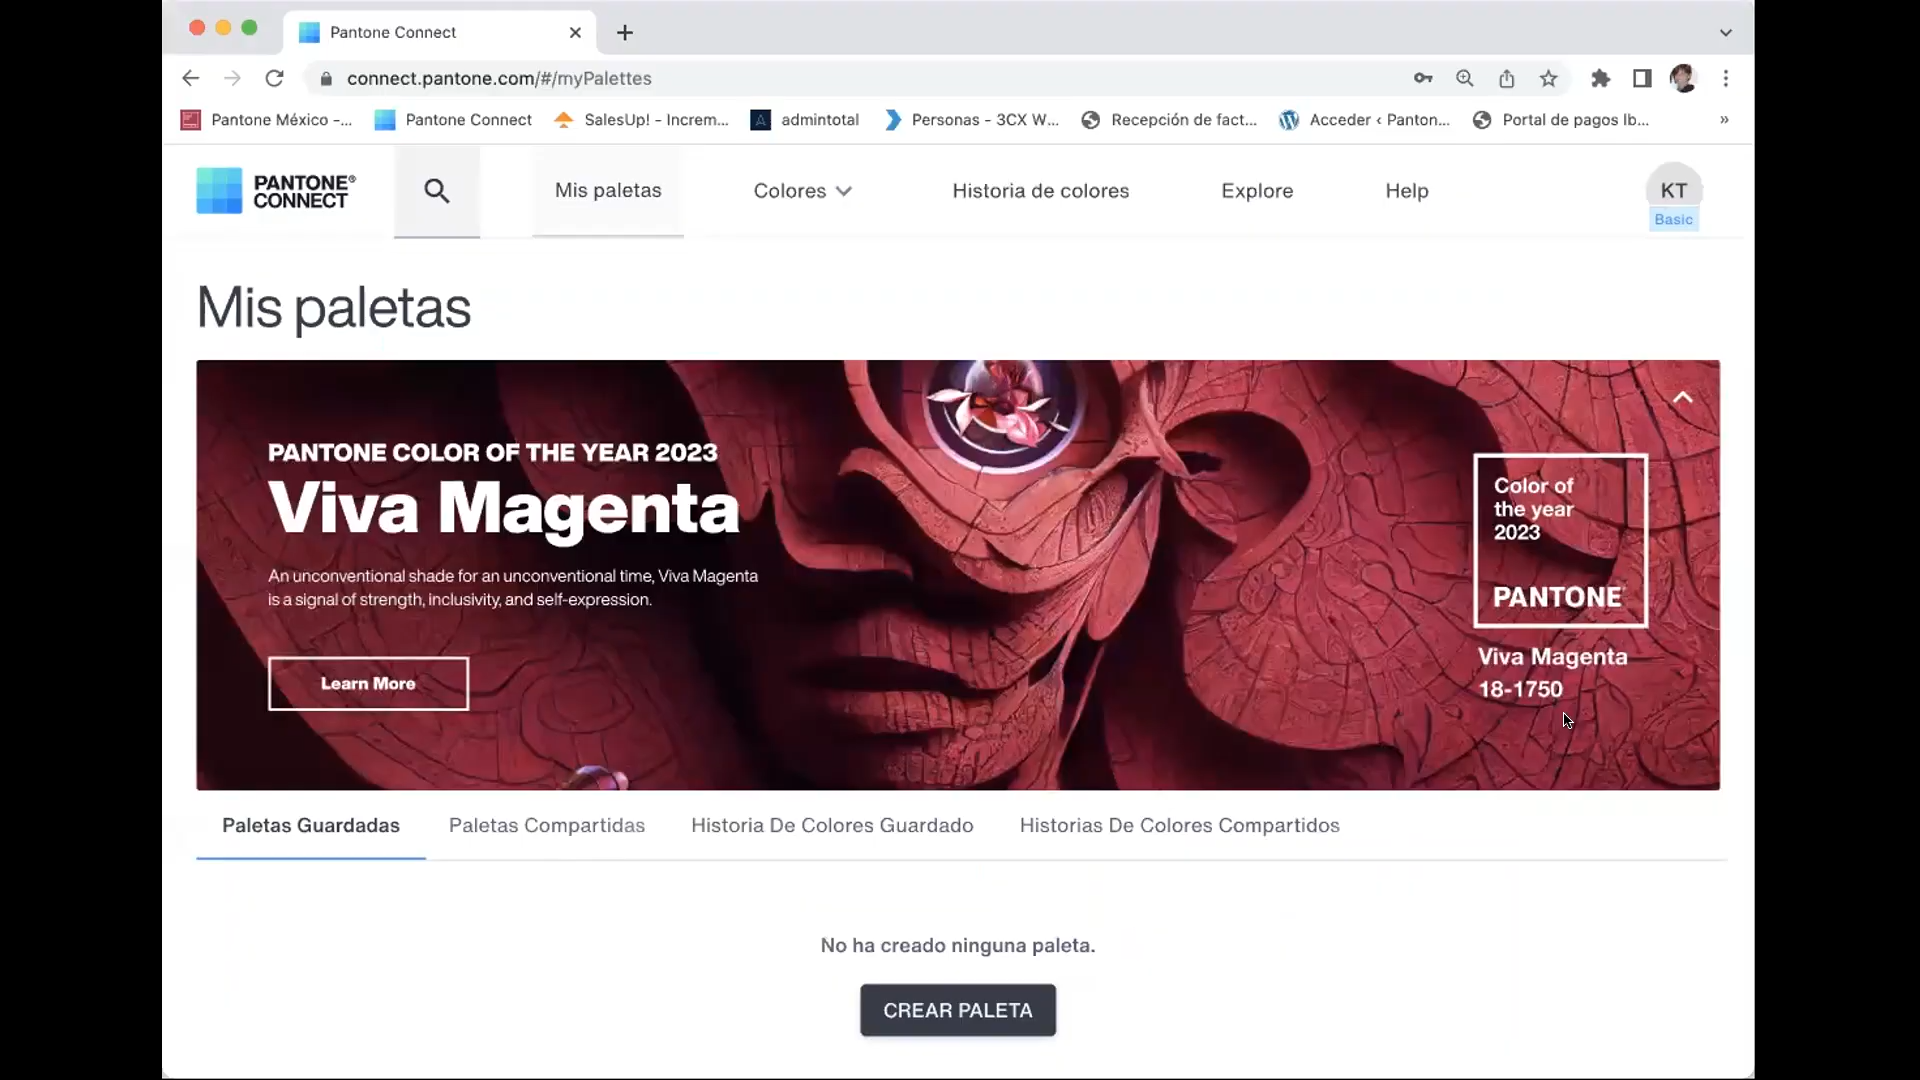 Pantone Connect
connect.pantone.com/#/myPalettes
Pantone México -...
Pantone Connect
SalesUp! - Increm...
admintotal
Personas - 3CX W...
Recepción de fact...
Acceder ‹ Panton...
Portal de pagos Ib...
»
PANTONE®
CONNECT
Mis paletas
Colores
Historia de colores
Explore
Help
KT
Basic
Mis paletas
PANTONE COLOR OF THE YEAR 2023
Viva Magenta
An unconventional shade for an unconventional time, Viva Magenta
is a signal of strength, inclusivity, and self-expression.
Learn More
Color of
the year
2023
PANTONE
Viva Magenta
18-1750
Paletas Guardadas
Paletas Compartidas
Historia De Colores Guardado
Historias De Colores Compartidos
No ha creado ninguna paleta.
CREAR PALETA